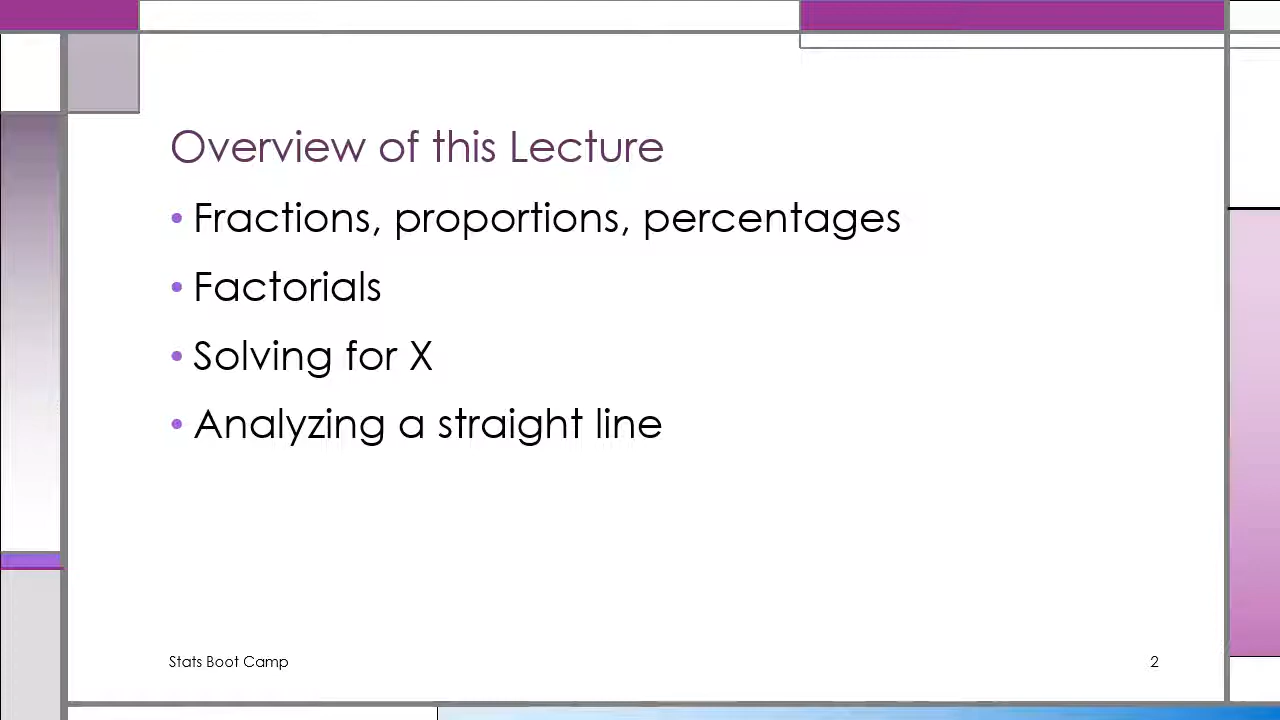 Overview of this Lecture
• Fractions, proportions, percentages
• Factorials
• Solving for X
• Analyzing a straight line
Stats Boot Camp
2